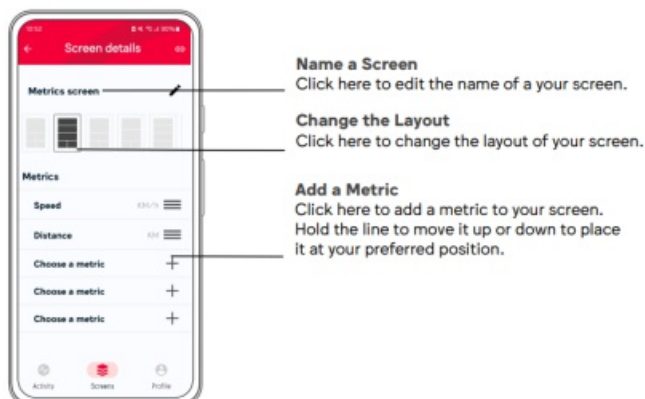 12:52
Screen details
Metrics screen
Metrics
Speed KM/h
Distance KM
Choose a metric
Choose a metric
Choose a metric
Activity Screens Profile
Name a Screen
Click here to edit the name of a your screen.
Change the Layout
Click here to change the layout of your screen.
Add a Metric
Click here to add a metric to your screen.
Hold the line to move it up or down to place
it at your preferred position.